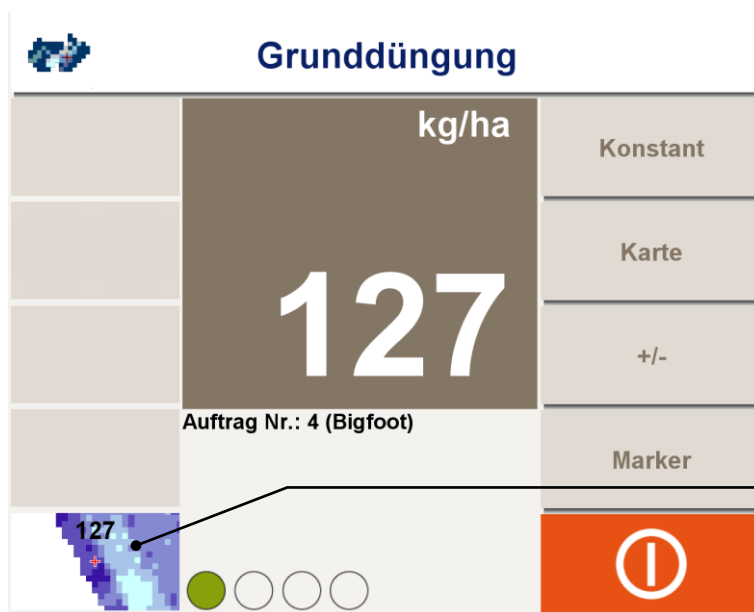 Grunddüngung
kg/ha
127
Konstant
Karte
+/-
Marker
Auftrag Nr.: 4 (Bigfoot)
127